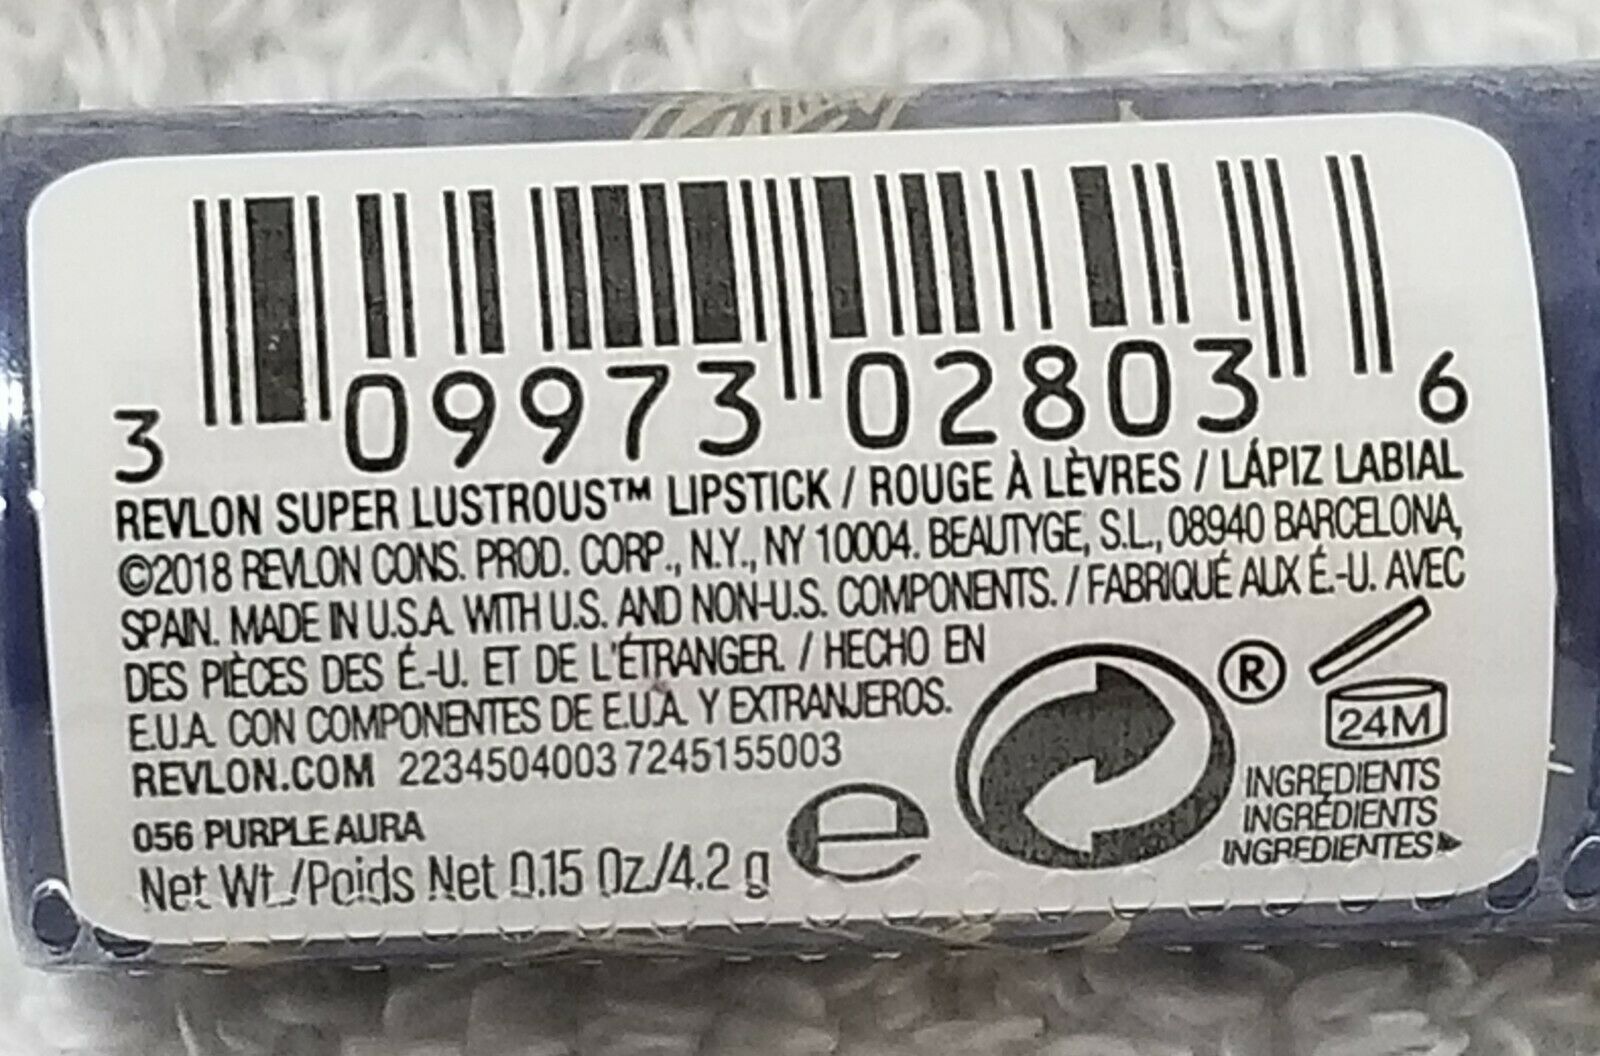 3 09973 02803 6
REVLON SUPER LUSTROUS™ LIPSTICK / ROUGE À LÈVRES / LÁPIZ LABIAL
©2018 REVLON CONS. PROD. CORP., N.Y., NY 10004. BEAUTYGE, S.L., 08940 BARCELONA,
SPAIN. MADE IN U.S.A. WITH U.S. AND NON-U.S. COMPONENTS. / FABRIQUÉ AUX É.-U. AVEC
DES PIÈCES DES É.-U. ET DE L'ÉTRANGER. / HECHO EN
E.U.A. CON COMPONENTES DE E.U.A. Y EXTRANJEROS.
REVLON.COM 2234504003 7245155003
056 PURPLE AURA
Net Wt./Poids Net 0.15 Oz/4.2 g e
®
24M
INGREDIENTS
INGRÉDIENTS
INGREDIENTES